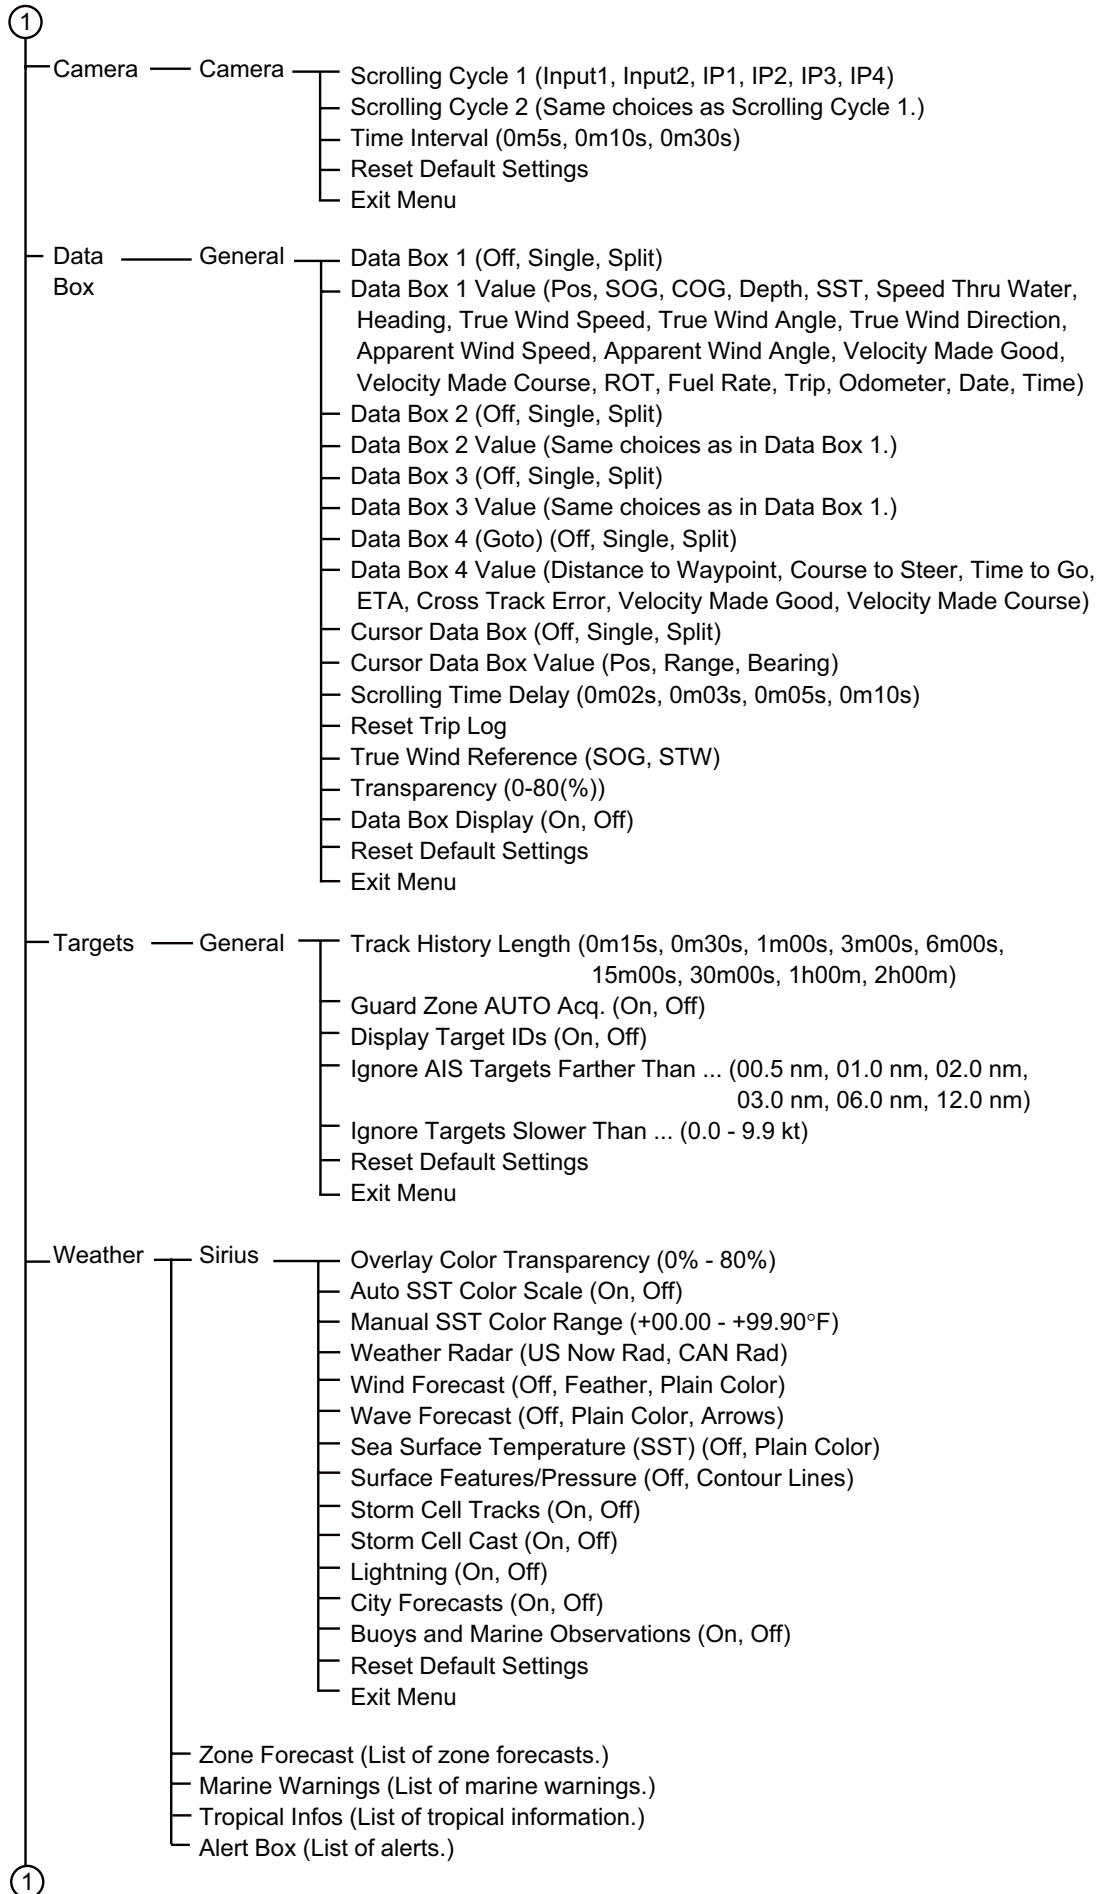 1
Camera Camera Scrolling Cycle 1 (Input1, Input2, IP1, IP2, IP3, IP4)
Scrolling Cycle 2 (Same choices as Scrolling Cycle 1.)
Time Interval (0m5s, 0m10s, 0m30s)
Reset Default Settings
Exit Menu
Data Box General Data Box 1 (Off, Single, Split)
Data Box 1 Value (Pos, SOG, COG, Depth, SST, Speed Thru Water,
Heading, True Wind Speed, True Wind Angle, True Wind Direction,
Apparent Wind Speed, Apparent Wind Angle, Velocity Made Good,
Velocity Made Course, ROT, Fuel Rate, Trip, Odometer, Date, Time)
Data Box 2 (Off, Single, Split)
Data Box 2 Value (Same choices as in Data Box 1.)
Data Box 3 (Off, Single, Split)
Data Box 3 Value (Same choices as in Data Box 1.)
Data Box 4 (Goto) (Off, Single, Split)
Data Box 4 Value (Distance to Waypoint, Course to Steer, Time to Go,
ETA, Cross Track Error, Velocity Made Good, Velocity Made Course)
Cursor Data Box (Off, Single, Split)
Cursor Data Box Value (Pos, Range, Bearing)
Scrolling Time Delay (0m02s, 0m03s, 0m05s, 0m10s)
Reset Trip Log
True Wind Reference (SOG, STW)
Transparency (0-80(%))
Data Box Display (On, Off)
Reset Default Settings
Exit Menu
Targets General Track History Length (0m15s, 0m30s, 1m00s, 3m00s, 6m00s,
15m00s, 30m00s, 1h00m, 2h00m)
Guard Zone AUTO Acq. (On, Off)
Display Target IDs (On, Off)
Ignore AIS Targets Farther Than ... (00.5 nm, 01.0 nm, 02.0 nm,
03.0 nm, 06.0 nm, 12.0 nm)
Ignore Targets Slower Than ... (0.0 - 9.9 kt)
Reset Default Settings
Exit Menu
Weather Sirius Overlay Color Transparency (0% - 80%)
Auto SST Color Scale (On, Off)
Manual SST Color Range (+00.00 - +99.90°F)
Weather Radar (US Now Rad, CAN Rad)
Wind Forecast (Off, Feather, Plain Color)
Wave Forecast (Off, Plain Color, Arrows)
Sea Surface Temperature (SST) (Off, Plain Color)
Surface Features/Pressure (Off, Contour Lines)
Storm Cell Tracks (On, Off)
Storm Cell Cast (On, Off)
Lightning (On, Off)
City Forecasts (On, Off)
Buoys and Marine Observations (On, Off)
Reset Default Settings
Exit Menu
Zone Forecast (List of zone forecasts.)
Marine Warnings (List of marine warnings.)
Tropical Infos (List of tropical information.)
Alert Box (List of alerts.)
1